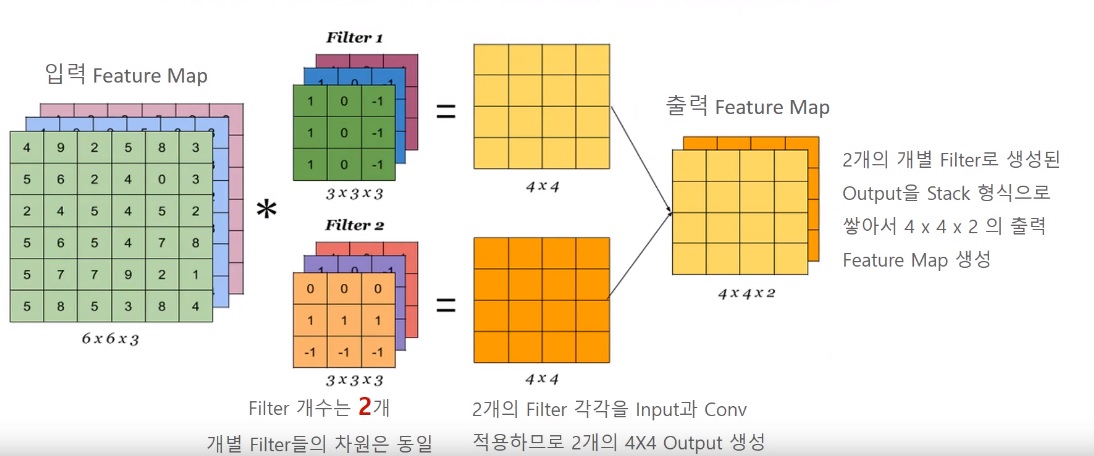 입력 Feature Map
4 9 2 5 8 3
5 6 2 4 0 3
2 4 5 4 5 2
5 6 5 4 7 8
5 7 7 9 2 1
5 8 5 3 8 4
6 x 6 x 3
*
Filter 1
1 0 -1
1 0 -1
1 0 -1
1 0 -1
3 x 3 x 3
=
4 x 4
Filter 2
1 0 -1
0 0 0
1 1 1
-1 -1 -1
3 x 3 x 3
=
4 x 4
출력 Feature Map
4 x 4 x 2
2개의 개별 Filter로 생성된
Output을 Stack 형식으로
쌓아서 4 x 4 x 2 의 출력
Feature Map 생성
Filter 개수는 2개
개별 Filter들의 차원은 동일
2개의 Filter 각각을 Input과 Conv
적용하므로 2개의 4X4 Output 생성